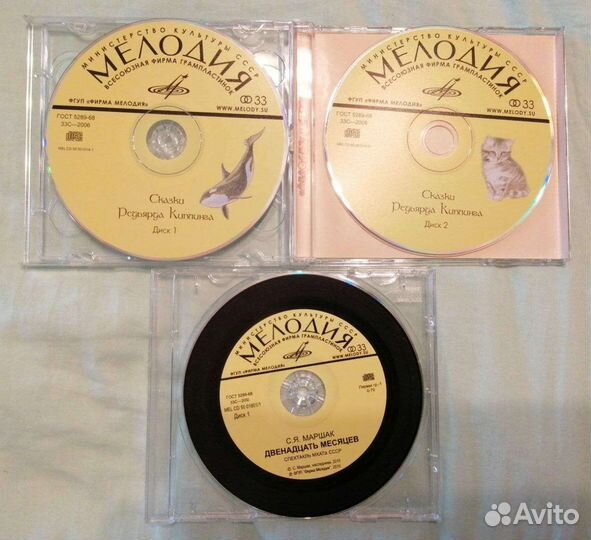 МИНИСТЕРСТВО КУЛЬТУРЫ СССР
МЕЛОДИЯ
ВСЕСОЮЗНАЯ ФИРМА ГРАМПЛАСТИНОК
ФГУП «ФИРМА МЕЛОДИЯ»
33
WWW.MELODY.SU
ГОСТ 5289-68
33С—2006
Сказки
Редьярда Киплинга
Диск 1
МИНИСТЕРСТВО КУЛЬТУРЫ СССР
МЕЛОДИЯ
ВСЕСОЮЗНАЯ ФИРМА ГРАМПЛАСТИНОК
ФГУП «ФИРМА МЕЛОДИЯ»
33
WWW.MELODY.SU
ГОСТ 5289-68
33С—2006
Сказки
Редьярда Киплинга
Диск 2
МИНИСТЕРСТВО КУЛЬТУРЫ СССР
МЕЛОДИЯ
ВСЕСОЮЗНАЯ ФИРМА ГРАМПЛАСТИНОК
ФГУП «ФИРМА МЕЛОДИЯ»
33
WWW.MELODY.SU
ГОСТ 5289-68
MEL CD
Диск 1
С.Я. МАРШАК
ДВЕНАДЦАТЬ МЕСЯЦЕВ
СПЕКТАКЛЬ МХАТА СССР
Avito